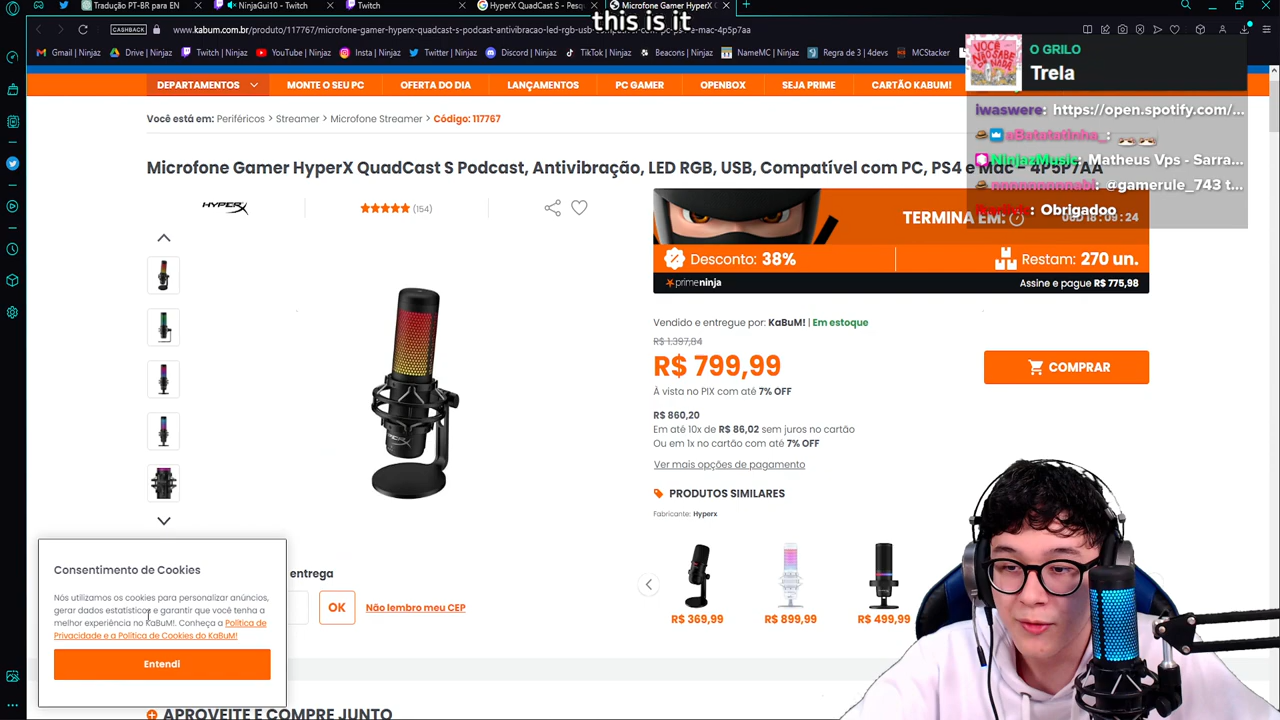 Tradução PT-BR para EN
NinjaGui10 - Twitch
Twitch
HyperX QuadCast S - Pesq
Microfone Gamer HyperX
this is it
CASHBACK
www.kabum.com.br/produto/117767/microfone-gamer-hyperx-quadcast-s-podcast-antivibracao-led-rgb-usb-
Gmail | Ninjaz
Drive | Ninjaz
Twitch | Ninjaz
YouTube | Ninjaz
Insta | Ninjaz
Twitter | Ninjaz
Discord | Ninjaz
TikTok | Ninjaz
Beacons | Ninjaz
NameMC | Ninjaz
Regra de 3 | 4devs
MCStacker
O GRILO
Trela
VOCÊ NÃO SABE DE NADA
DEPARTAMENTOS
MONTE O SEU PC
OFERTA DO DIA
LANÇAMENTOS
PC GAMER
OPENBOX
SEJA PRIME
CARTÃO KABUM!
iwaswere: https://open.spotify.com/...
NinjazMusic: Matheus Vps - Sarra...
@gamerule_743 t...
Obrigadoo
Você está em: Periféricos > Streamer > Microfone Streamer > Código: 117767
Microfone Gamer HyperX QuadCast S Podcast, Antivibração, LED RGB, USB, Compatível com PC, PS4 e Mac - 4P5P7AA
HYPERX
(154)
TERMINA EM:
18 : 09 : 24
Desconto: 38%
Restam: 270 un.
primeninja
Assine e pague R$ 775,98
Vendido e entregue por: KaBuM! | Em estoque
R$ 1.397,84
R$ 799,99
COMPRAR
À vista no PIX com até 7% OFF
R$ 860,20
Em até 10x de R$ 86,02 sem juros no cartão
Ou em 1x no cartão com até 7% OFF
Ver mais opções de pagamento
PRODUTOS SIMILARES
Fabricante: Hyperx
R$ 369,99
R$ 899,99
R$ 499,99
entrega
OK
Não lembro meu CEP
Consentimento de Cookies
Nós utilizamos os cookies para personalizar anúncios,
gerar dados estatísticos e garantir que você tenha a
melhor experiência no KaBuM!. Conheça a Política de
Privacidade e a Política de Cookies do KaBuM!
Entendi
APROVEITE E COMPRE JUNTO